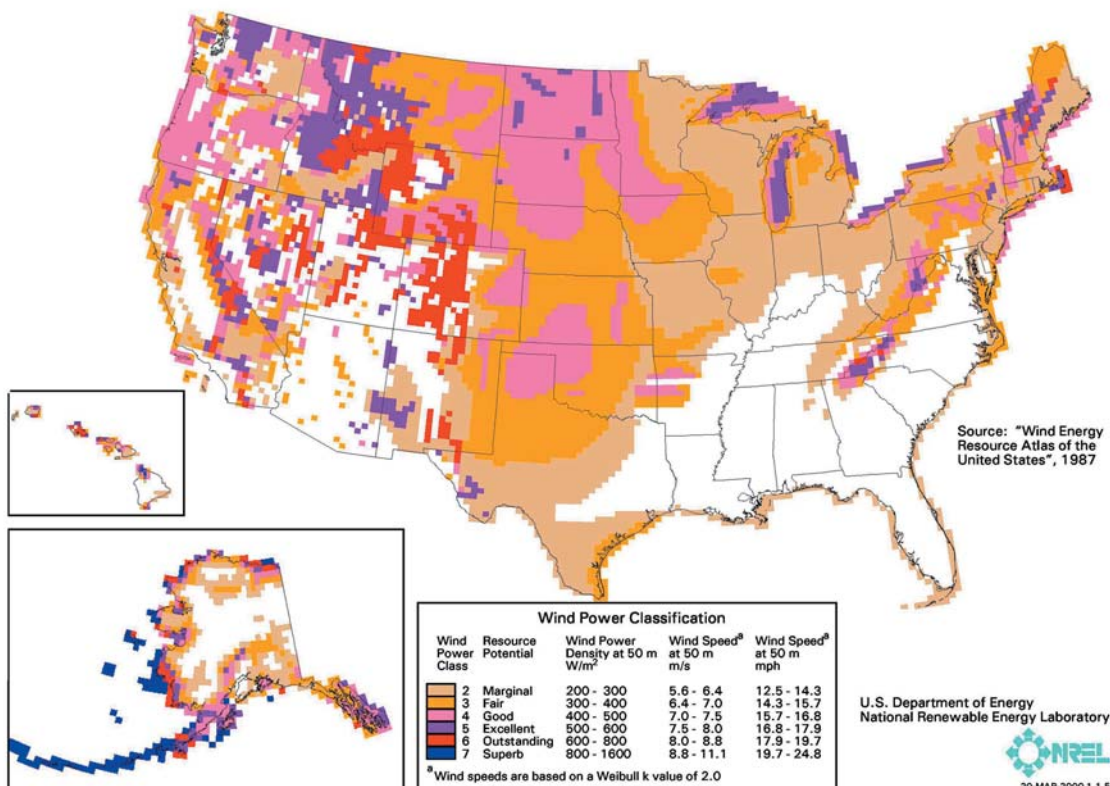 Source: "Wind Energy
Resource Atlas of the
United States", 1987
Wind Power Classification
Wind Power Class Resource Potential Wind Power Density at 50 m W/m² Wind Speedᵃ at 50 m m/s Wind Speedᵃ at 50 m mph
2 Marginal 200 - 300 5.6 - 6.4 12.5 - 14.3
3 Fair 300 - 400 6.4 - 7.0 14.3 - 15.7
4 Good 400 - 500 7.0 - 7.5 15.7 - 16.8
5 Excellent 500 - 600 7.5 - 8.0 16.8 - 17.9
6 Outstanding 600 - 800 8.0 - 8.8 17.9 - 19.7
7 Superb 800 - 1600 8.8 - 11.1 19.7 - 24.8
ᵃWind speeds are based on a Weibull k value of 2.0
U.S. Department of Energy
National Renewable Energy Laboratory
NREL